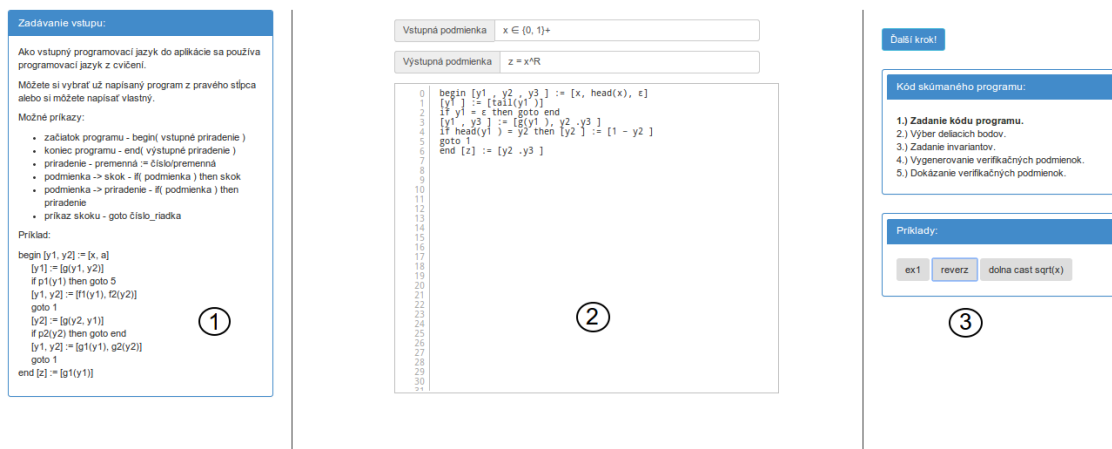 Zadávanie vstupu:
Ako vstupný programovací jazyk do aplikácie sa používa
programovací jazyk z cvičení.
Môžete si vybrať už napísaný program z pravého stĺpca
alebo si môžete napísať vlastný.
Možné príkazy:
• začiatok programu - begin( vstupné priradenie )
• koniec programu - end( výstupné priradenie )
• priradenie - premenná := číslo/premenná
• podmienka -> skok - if( podmienka ) then skok
• podmienka -> priradenie - if( podmienka ) then
priradenie
• príkaz skoku - goto číslo_riadka
Príklad:
begin [y1, y2] := [x, a]
[y1] := [g(y1, y2)]
if p1(y1) then goto 5
[y1, y2] := [f1(y1), f2(y2)]
goto 1
[y2] := [g(y2, y1)]
if p2(y2) then goto end
[y1, y2] := [g1(y1), g2(y2)]
goto 1
end [z] := [g1(y1)]
1
Vstupná podmienka x ∈ {0, 1}+
Výstupná podmienka z = x^R
0 begin [y1 , y2 , y3 ] := [x, head(x), ε]
1 [y1 ] := [tail(y1 )]
2 if y1 = ε then goto end
3 [y1 , y3 ] := [g(y1 ), y2 .y3 ]
4 if head(y1 ) = y2 then [y2 ] := [1 − y2 ]
5 goto 1
6 end [z] := [y2 .y3 ]
7
8
9
10
11
12
13
14
15
16
17
18
19
20
21
22
23
24
25
26
27
28
29
30
31
2
Ďalší krok!
Kód skúmaného programu:
1.) Zadanie kódu programu.
2.) Výber deliacich bodov.
3.) Zadanie invariantov.
4.) Vygenerovanie verifikačných podmienok.
5.) Dokázanie verifikačných podmienok.
Príklady:
ex1 reverz dolna cast sqrt(x)
3